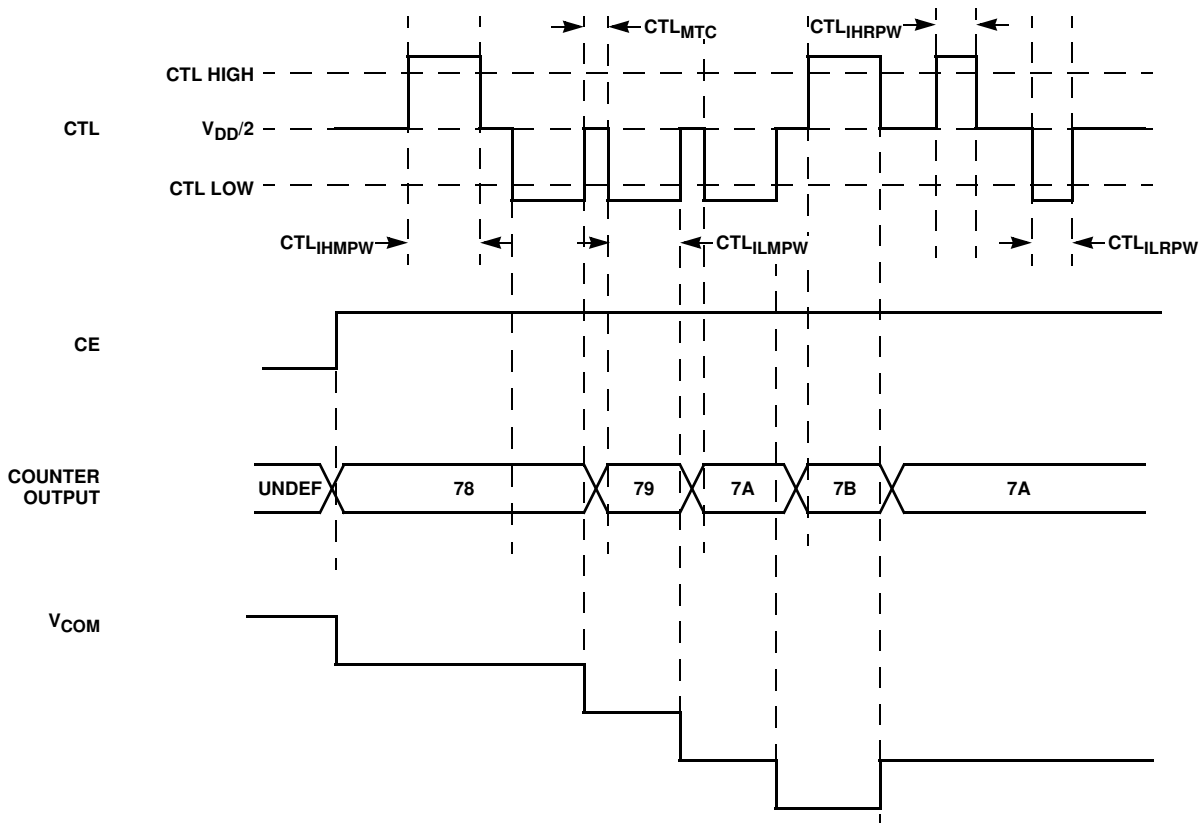 CTL_MTC
CTL_IHRPW
CTL HIGH
CTL
V_DD/2
CTL LOW
CTL_IHMPW
CTL_ILMPW
CTL_ILRPW
CE
COUNTER
OUTPUT
UNDEF
78
79
7A
7B
7A
V_COM